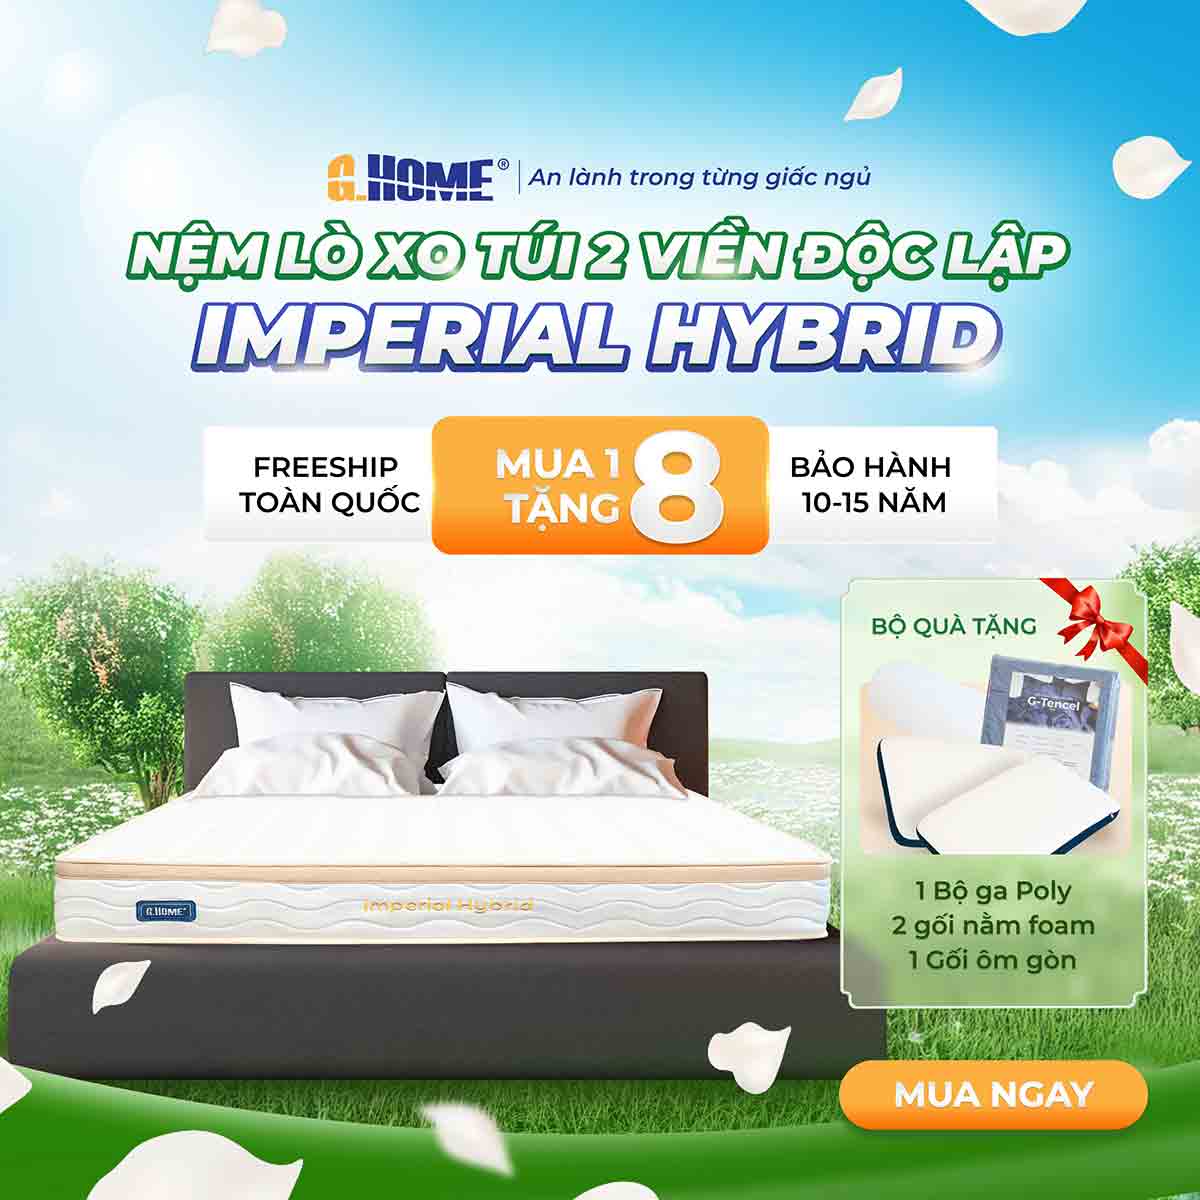 G.HOME® | An lành trong từng giấc ngủ
NỆM LÒ XO TÚI 2 VIỀN ĐỘC LẬP
IMPERIAL HYBRID
FREESHIP
TOÀN QUỐC
MUA 1
TẶNG
8
BẢO HÀNH
10-15 NĂM
BỘ QUÀ TẶNG
G-Tencel
1 Bộ ga Poly
2 gối nằm foam
1 Gối ôm gòn
G.HOME®
Imperial Hybrid
MUA NGAY